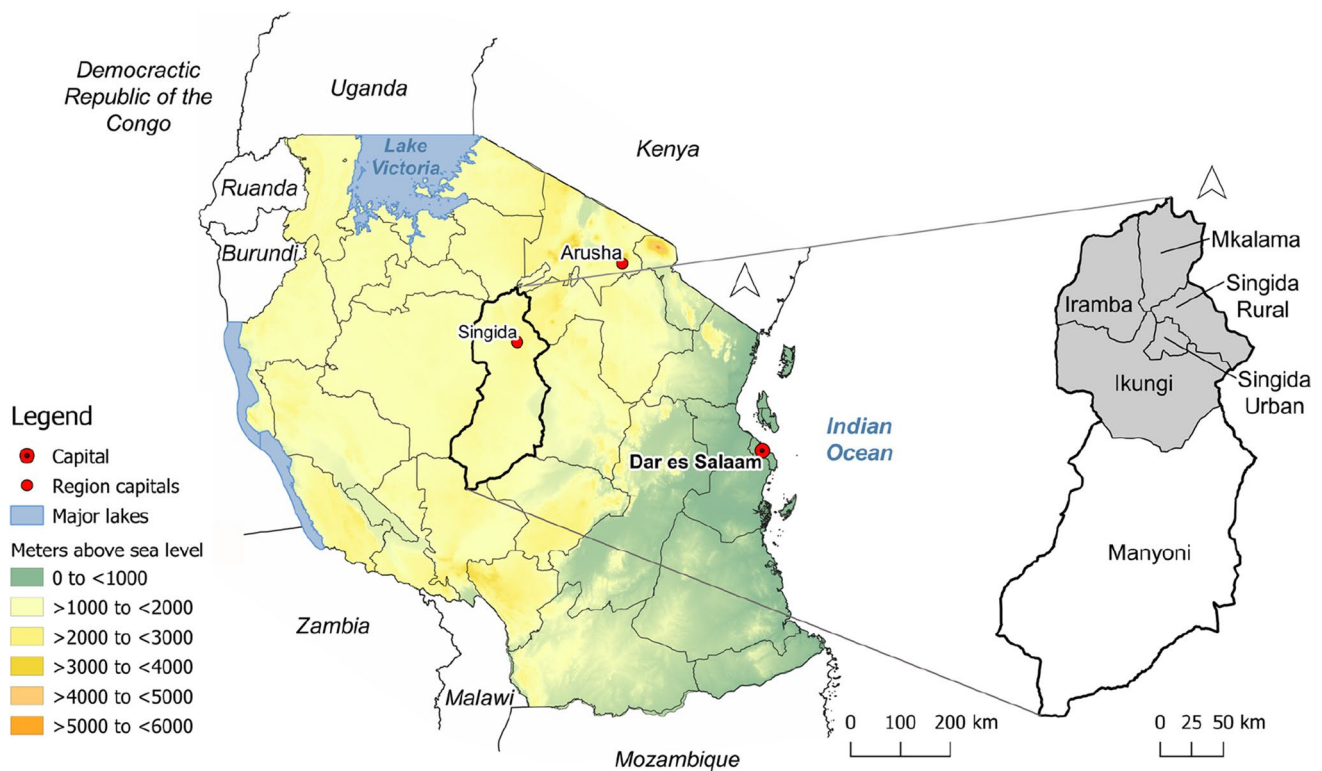 Democractic
Republic of the
Congo
Uganda
Kenya
Lake
Victoria
Ruanda
Burundi
Arusha
Singida
Dar es Salaam
Indian
Ocean
Zambia
Malawi
Mozambique
Legend
Capital
Region capitals
Major lakes
Meters above sea level
0 to <1000
>1000 to <2000
>2000 to <3000
>3000 to <4000
>4000 to <5000
>5000 to <6000
0 100 200 km
Mkalama
Singida
Rural
Iramba
Ikungi
Singida
Urban
Manyoni
0 25 50 km